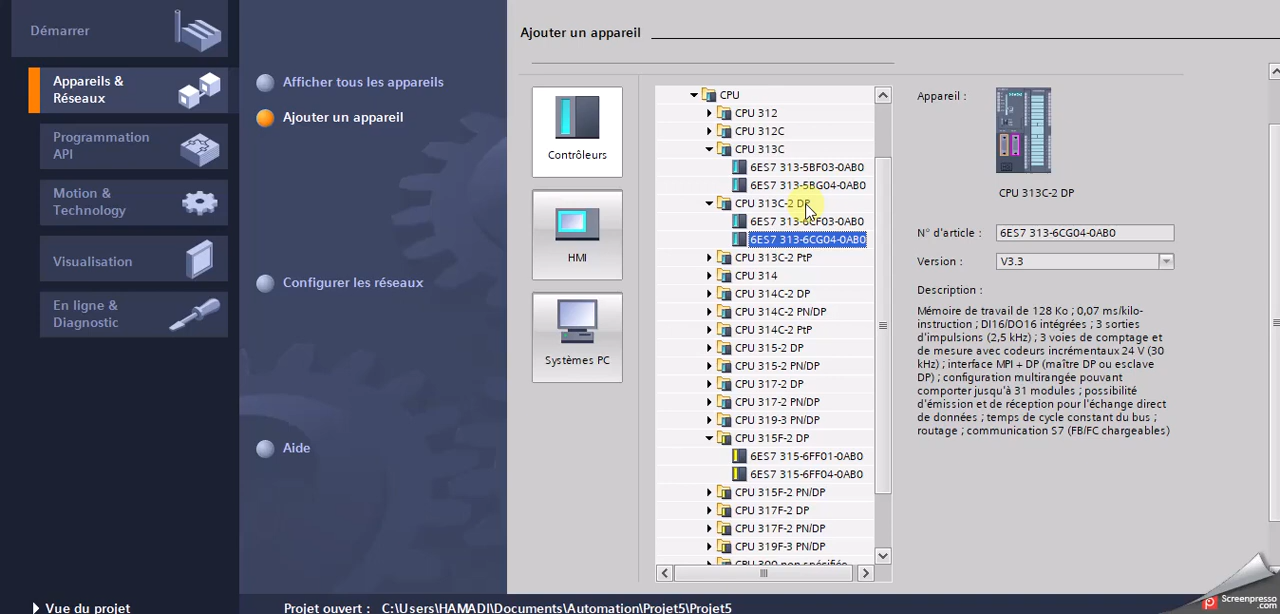 Démarrer
Appareils &
Réseaux
Programmation
API
Motion &
Technology
Visualisation
En ligne &
Diagnostic
Vue du projet
Afficher tous les appareils
Ajouter un appareil
Configurer les réseaux
Aide
Projet ouvert : C:\Users\HAMADI\Documents\Automation\Projet5\Projet5
Ajouter un appareil
Contrôleurs
HMI
Systèmes PC
CPU
CPU 312
CPU 312C
CPU 313C
6ES7 313-5BF03-0AB0
6ES7 313-5BG04-0AB0
CPU 313C-2 DP
6ES7 313-6CF03-0AB0
6ES7 313-6CG04-0AB0
CPU 313C-2 PtP
CPU 314
CPU 314C-2 DP
CPU 314C-2 PN/DP
CPU 314C-2 PtP
CPU 315-2 DP
CPU 315-2 PN/DP
CPU 317-2 DP
CPU 317-2 PN/DP
CPU 319-3 PN/DP
CPU 315F-2 DP
6ES7 315-6FF01-0AB0
6ES7 315-6FF04-0AB0
CPU 315F-2 PN/DP
CPU 317F-2 DP
CPU 317F-2 PN/DP
CPU 319F-3 PN/DP
CPU 300 non spécifiée
Appareil :
CPU 313C-2 DP
N° d'article : 6ES7 313-6CG04-0AB0
Version : V3.3
Description :
Mémoire de travail de 128 Ko ; 0,07 ms/kilo-
instruction ; DI16/DO16 intégrées ; 3 sorties
d'impulsions (2,5 kHz) ; 3 voies de comptage et
de mesure avec codeurs incrémentaux 24 V (30
kHz) ; interface MPI + DP (maître DP ou esclave
DP) ; configuration multirangée pouvant
comporter jusqu'à 31 modules ; possibilité
d'émission et de réception pour l'échange direct
de données ; temps de cycle constant du bus ;
routage ; communication S7 (FB/FC chargeables)
Screenpresso.com